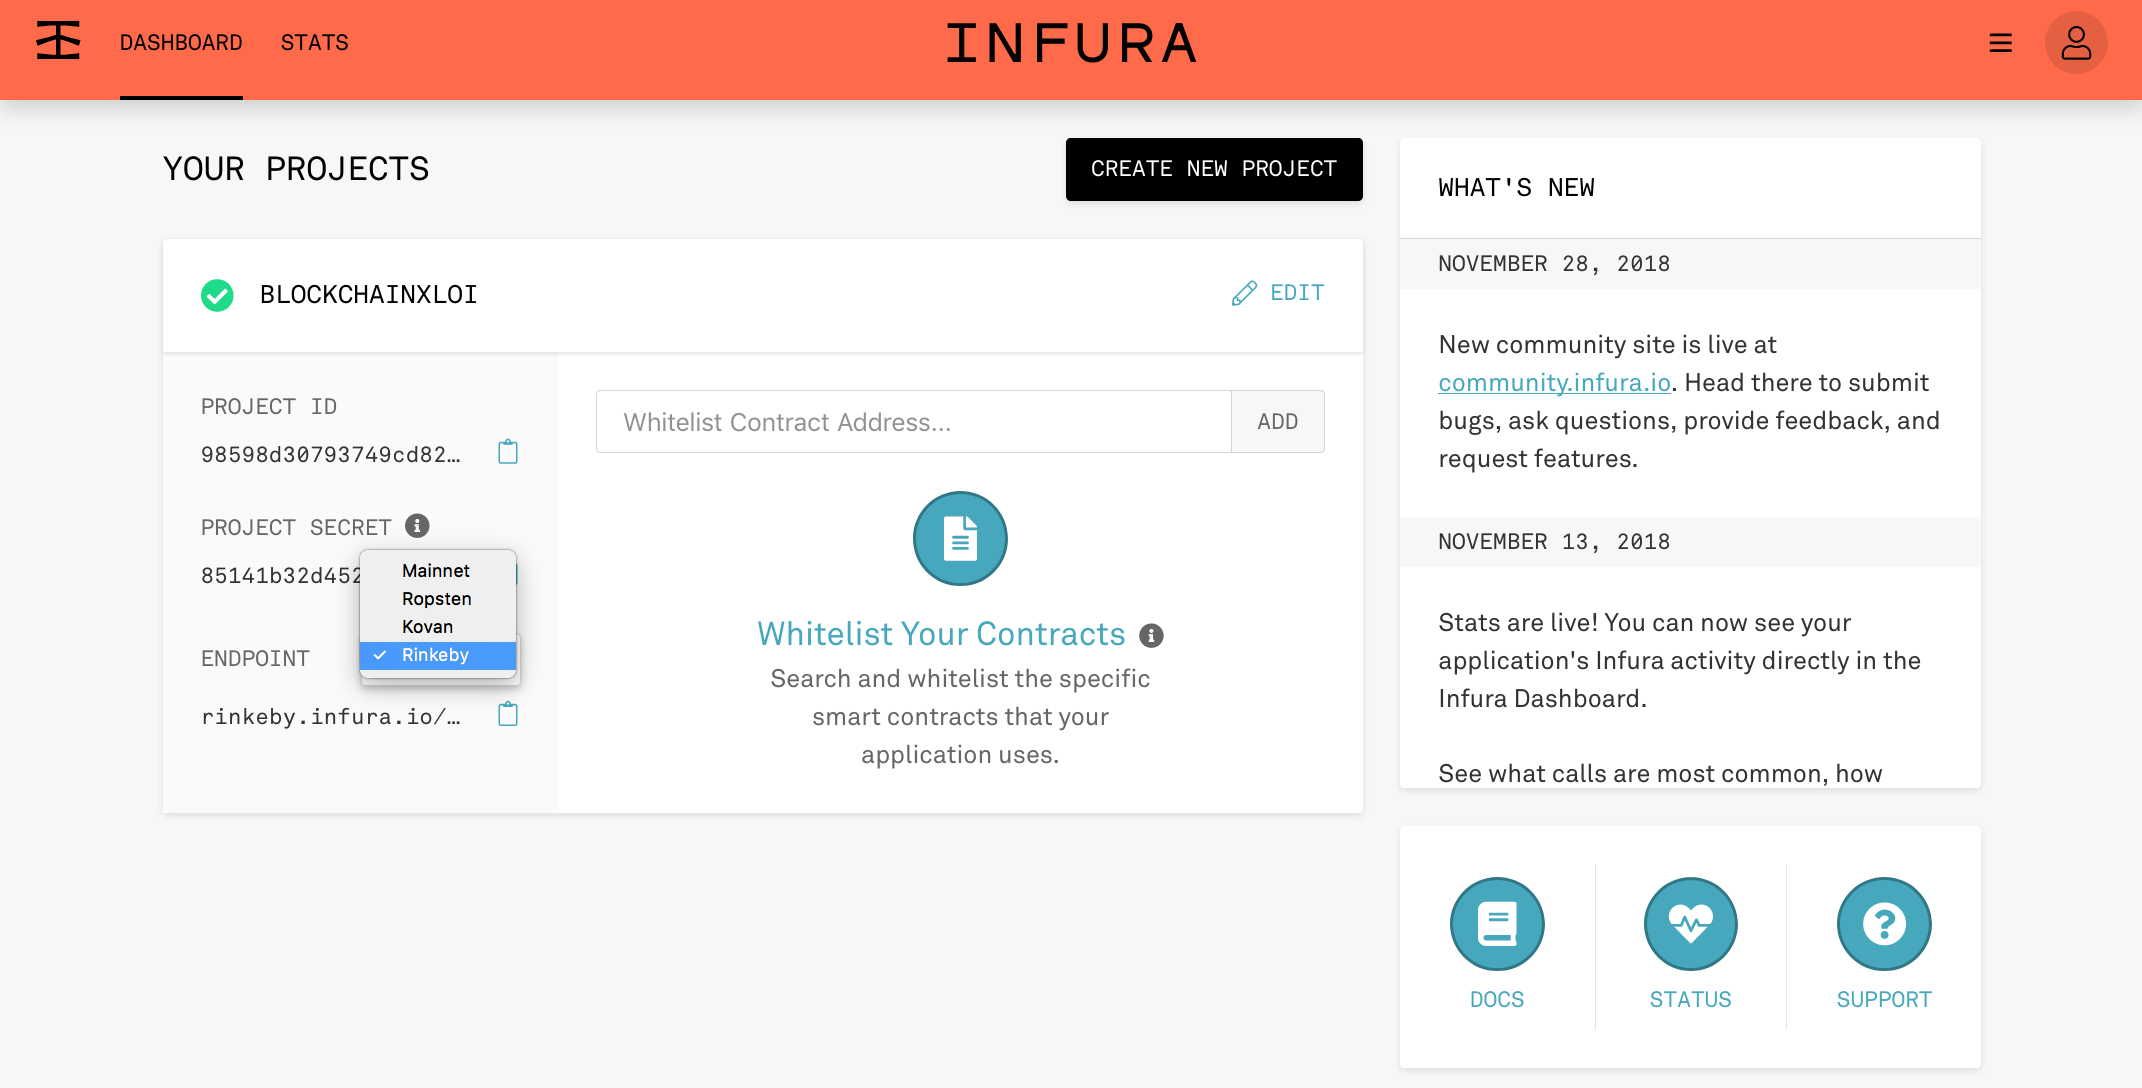 DASHBOARD
STATS
INFURA
YOUR PROJECTS
CREATE NEW PROJECT
BLOCKCHAINXLOI
EDIT
PROJECT ID
98598d30793749cd82…
PROJECT SECRET
85141b32d452
Mainnet
Ropsten
Kovan
Rinkeby
ENDPOINT
rinkeby.infura.io/…
Whitelist Contract Address...
ADD
Whitelist Your Contracts
Search and whitelist the specific
smart contracts that your
application uses.
WHAT'S NEW
NOVEMBER 28, 2018
New community site is live at
community.infura.io. Head there to submit
bugs, ask questions, provide feedback, and
request features.
NOVEMBER 13, 2018
Stats are live! You can now see your
application's Infura activity directly in the
Infura Dashboard.
See what calls are most common, how
DOCS
STATUS
SUPPORT